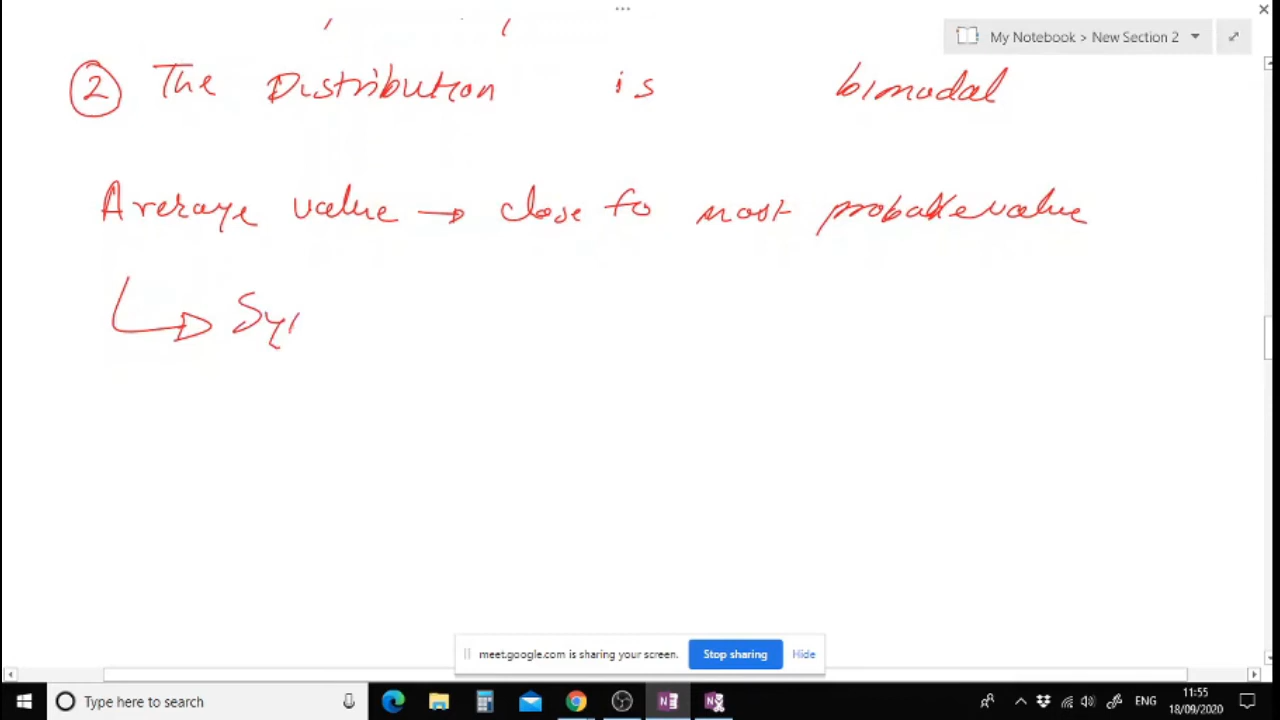 My Notebook > New Section 2
② The Distribution is bimodal
Average value → close to most probable value
↳ Sy
meet.google.com is sharing your screen. Stop sharing Hide
Type here to search
ENG
11:55
18/09/2020